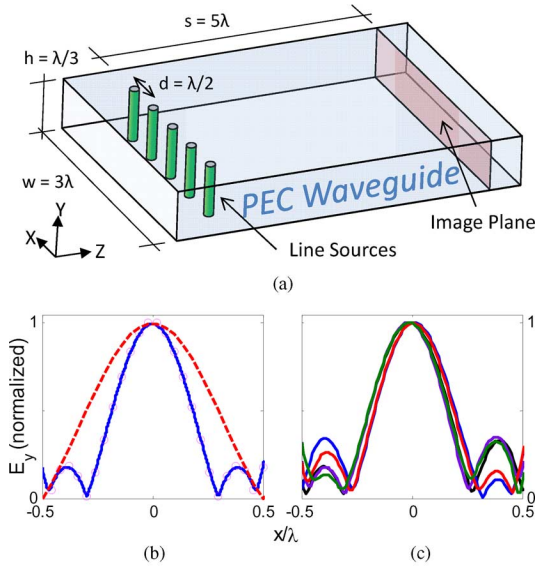 s = 5λ
h = λ/3
d = λ/2
w = 3λ
PEC Waveguide
Image Plane
Line Sources
Y
X
Z
(a)
E_y (normalized)
1
0
-0.5
0
0.5
1
0
-0.5
0
0.5
x/λ
(b)
(c)